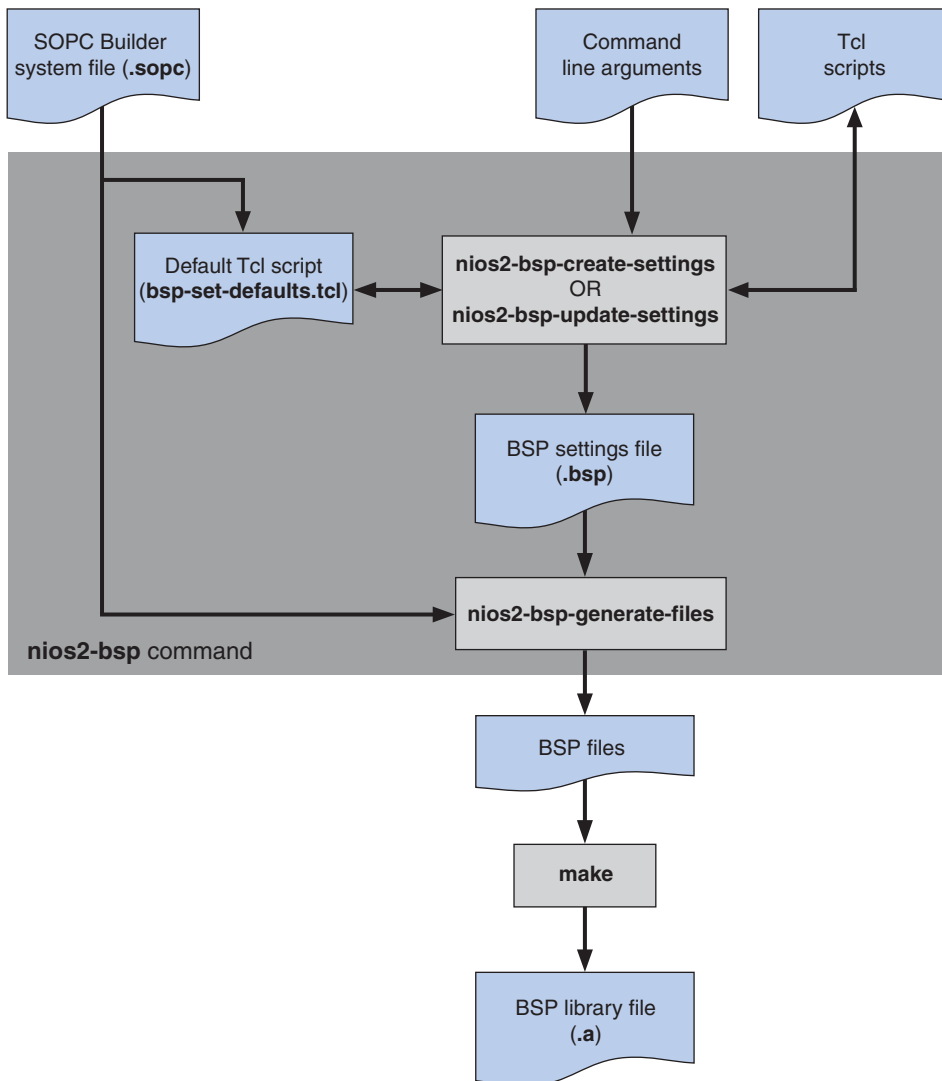 SOPC Builder
system file (.sopc)
Command
line arguments
Tcl
scripts
Default Tcl script
(bsp-set-defaults.tcl)
nios2-bsp-create-settings
OR
nios2-bsp-update-settings
BSP settings file
(.bsp)
nios2-bsp-generate-files
nios2-bsp command
BSP files
make
BSP library file
(.a)